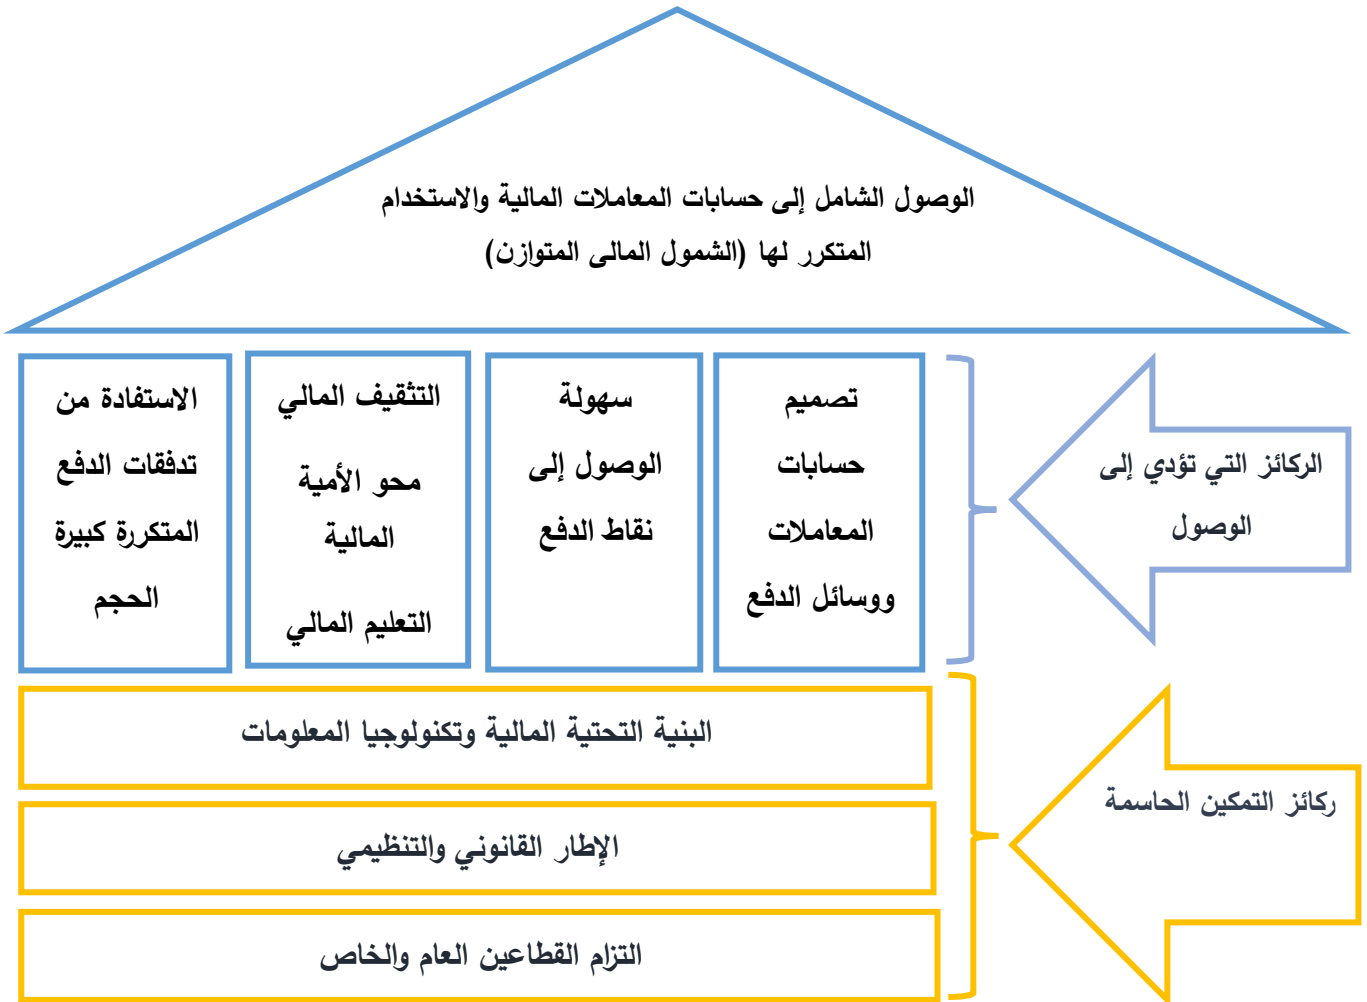 الوصول الشامل إلى حسابات المعاملات المالية والاستخدام
المتكرر لها (الشمول المالى المتوازن)
الركائز التي تؤدي إلى
الوصول
تصميم
حسابات
المعاملات
ووسائل الدفع
سهولة
الوصول إلى
نقاط الدفع
التثقيف المالي
محو الأمية
المالية
التعليم المالي
الاستفادة من
تدفقات الدفع
المتكررة كبيرة
الحجم
ركائز التمكين الحاسمة
البنية التحتية المالية وتكنولوجيا المعلومات
الإطار القانوني والتنظيمي
التزام القطاعين العام والخاص